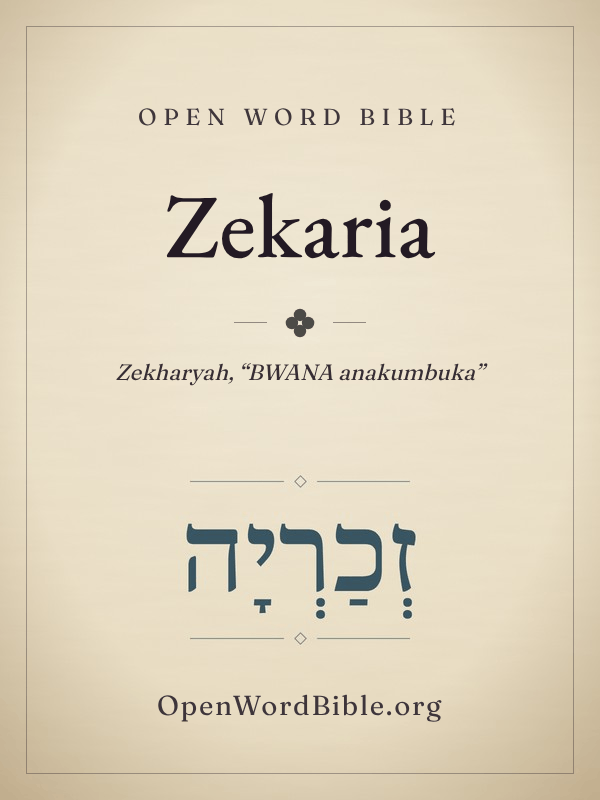 OPEN WORD BIBLE
Zekaria
Zekharyah, “BWANA anakumbuka”
זְכַרְיָה
OpenWordBible.org